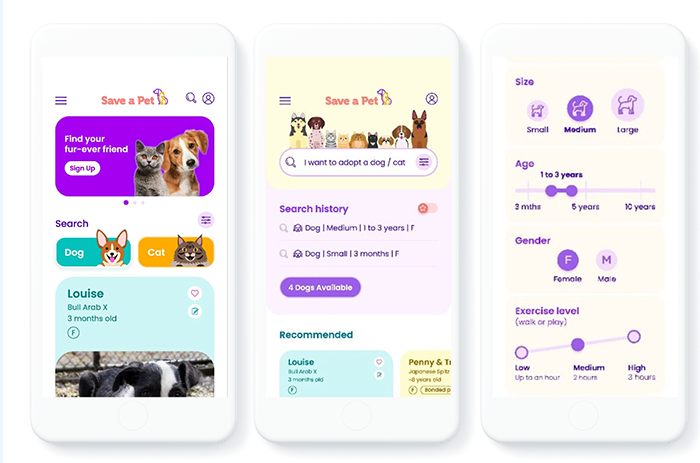 Save a Pet
Find your
fur-ever friend
Sign Up
Search
Dog
Cat
Louise
Bull Arab X
3 months old
F
Save a Pet
I want to adopt a dog / cat
Search history
Dog | Medium | 1 to 3 years | F
Dog | Small | 3 months | F
4 Dogs Available
Recommended
Louise
Bull Arab X
3 months old
F
Penny & T
Japanese Spitz
~8 years old
F
Bonded p
Size
Small
Medium
Large
Age
1 to 3 years
3 mths
5 years
10 years
Gender
F
M
Female
Male
Exercise level
(walk or play)
Low
Medium
High
Up to an hour
2 hours
3 hours